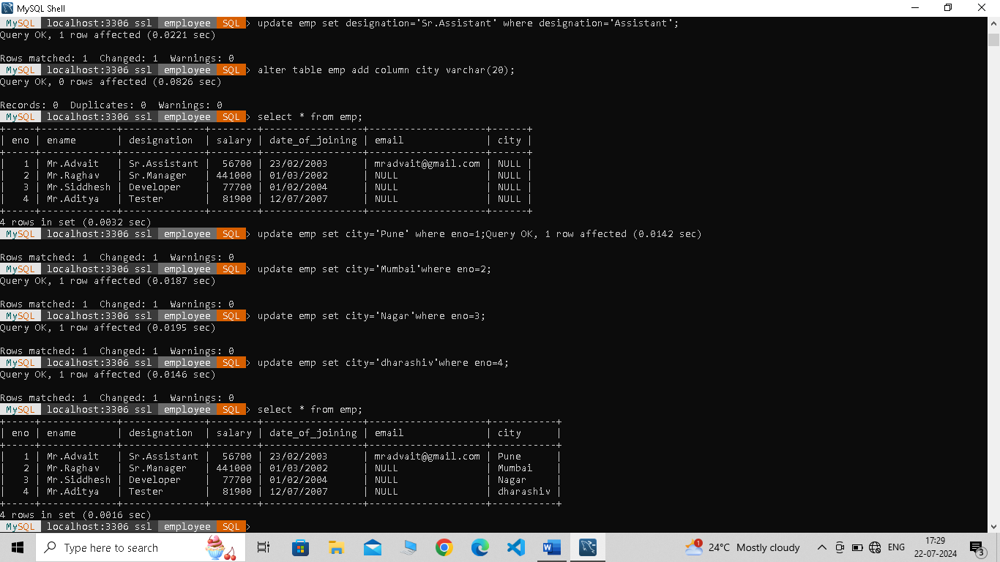 MySQL Shell
MySQL localhost:3306 ssl employee SQL > update emp set designation='Sr.Assistant' where designation='Assistant';
Query OK, 1 row affected (0.0221 sec)
Rows matched: 1  Changed: 1  Warnings: 0
MySQL localhost:3306 ssl employee SQL > alter table emp add column city varchar(20);
Query OK, 0 rows affected (0.0826 sec)
Records: 0  Duplicates: 0  Warnings: 0
MySQL localhost:3306 ssl employee SQL > select * from emp;
+-----+-------------+--------------+--------+-----------------+--------------------+------+
| eno | ename       | designation  | salary | date_of_joining | email              | city |
+-----+-------------+--------------+--------+-----------------+--------------------+------+
|   1 | Mr.Advait   | Sr.Assistant |  56700 | 23/02/2003      | mradvait@gmail.com | NULL |
|   2 | Mr.Raghav   | Sr.Manager   | 441000 | 01/03/2002      | NULL               | NULL |
|   3 | Mr.Siddhesh | Developer    |  77700 | 01/02/2004      | NULL               | NULL |
|   4 | Mr.Aditya   | Tester       |  81900 | 12/07/2007      | NULL               | NULL |
+-----+-------------+--------------+--------+-----------------+--------------------+------+
4 rows in set (0.0032 sec)
MySQL localhost:3306 ssl employee SQL > update emp set city='Pune' where eno=1;Query OK, 1 row affected (0.0142 sec)
Rows matched: 1  Changed: 1  Warnings: 0
MySQL localhost:3306 ssl employee SQL > update emp set city='Mumbai'where eno=2;
Query OK, 1 row affected (0.0187 sec)
Rows matched: 1  Changed: 1  Warnings: 0
MySQL localhost:3306 ssl employee SQL > update emp set city='Nagar'where eno=3;
Query OK, 1 row affected (0.0195 sec)
Rows matched: 1  Changed: 1  Warnings: 0
MySQL localhost:3306 ssl employee SQL > update emp set city='dharashiv'where eno=4;
Query OK, 1 row affected (0.0146 sec)
Rows matched: 1  Changed: 1  Warnings: 0
MySQL localhost:3306 ssl employee SQL > select * from emp;
+-----+-------------+--------------+--------+-----------------+--------------------+-----------+
| eno | ename       | designation  | salary | date_of_joining | email              | city      |
+-----+-------------+--------------+--------+-----------------+--------------------+-----------+
|   1 | Mr.Advait   | Sr.Assistant |  56700 | 23/02/2003      | mradvait@gmail.com | Pune      |
|   2 | Mr.Raghav   | Sr.Manager   | 441000 | 01/03/2002      | NULL               | Mumbai    |
|   3 | Mr.Siddhesh | Developer    |  77700 | 01/02/2004      | NULL               | Nagar     |
|   4 | Mr.Aditya   | Tester       |  81900 | 12/07/2007      | NULL               | dharashiv |
+-----+-------------+--------------+--------+-----------------+--------------------+-----------+
4 rows in set (0.0016 sec)
MySQL localhost:3306 ssl employee SQL >
Type here to search
1
24°C Mostly cloudy
ENG
17:29
22-07-2024
3